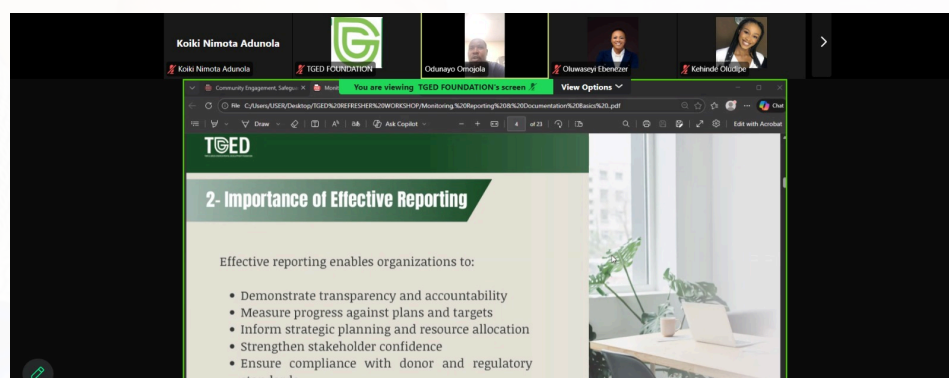 Koiki Nimota Adunola
Koiki Nimota Adunola
TGED FOUNDATION
Odunayo Omojola
Oluwaseyi Ebenezer
Kehinde Oludipe
Community Engagement, Safegu
Moni
You are viewing TGED FOUNDATION's screen
View Options
File C:/Users/USER/Desktop/TGED%20REFRESHER%20WORKSHOP/Monitoring,%20Reporting%20&%20Documentation%20Basics%20.pdf
Chat
Draw
Ask Copilot
4 of 23
Edit with Acrobat
TGED
2- Importance of Effective Reporting
Effective reporting enables organizations to:
• Demonstrate transparency and accountability
• Measure progress against plans and targets
• Inform strategic planning and resource allocation
• Strengthen stakeholder confidence
• Ensure compliance with donor and regulatory